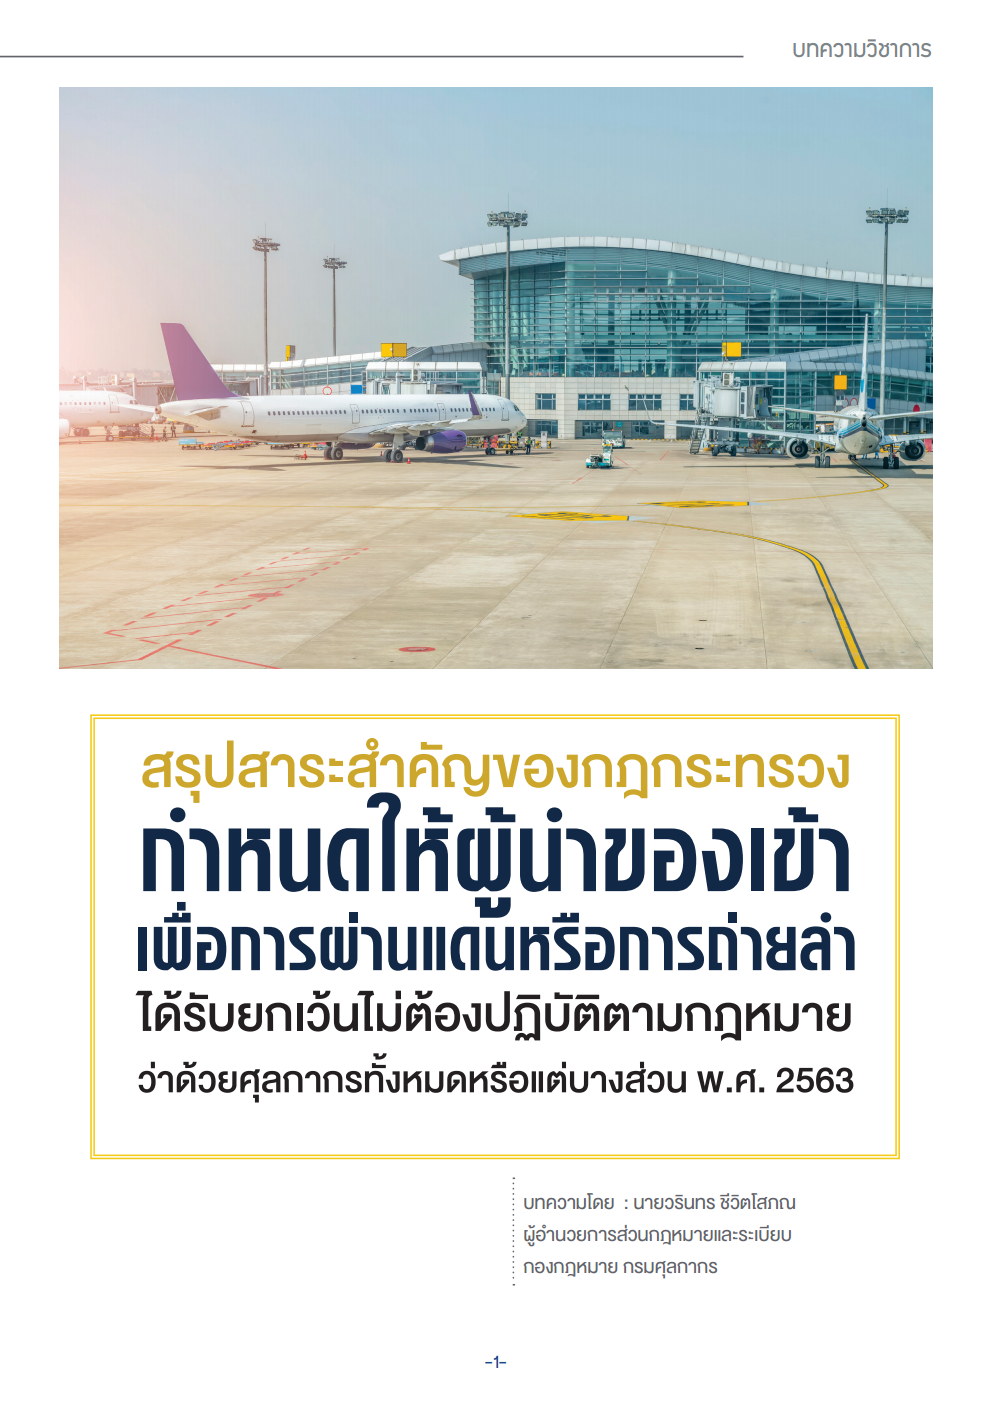 บทความวิชาการ
สรุปสาระสำคัญของกฎกระทรวง
กำหนดให้ผู้นำของเข้า
เพื่อการผ่านแดนหรือการถ่ายลำ
ได้รับยกเว้นไม่ต้องปฏิบัติตามกฎหมาย
ว่าด้วยศุลกากรทั้งหมดหรือแต่บางส่วน พ.ศ. 2563
บทความโดย : นายวรินทร ชีวิตโสภณ
ผู้อำนวยการส่วนกฎหมายและระเบียบ
กองกฎหมาย กรมศุลกากร
-1-